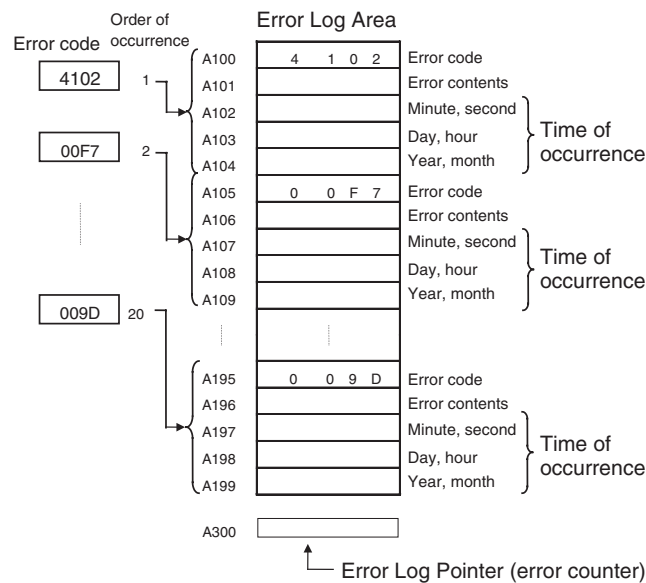 Error Log Area
Order of
occurrence
Error code
4102 1
A100 4 1 0 2 Error code
A101 Error contents
A102 Minute, second
A103 Day, hour
A104 Year, month
Time of
occurrence
00F7 2
A105 0 0 F 7 Error code
A106 Error contents
A107 Minute, second
A108 Day, hour
A109 Year, month
Time of
occurrence
009D 20
A195 0 0 9 D Error code
A196 Error contents
A197 Minute, second
A198 Day, hour
A199 Year, month
Time of
occurrence
A300
Error Log Pointer (error counter)